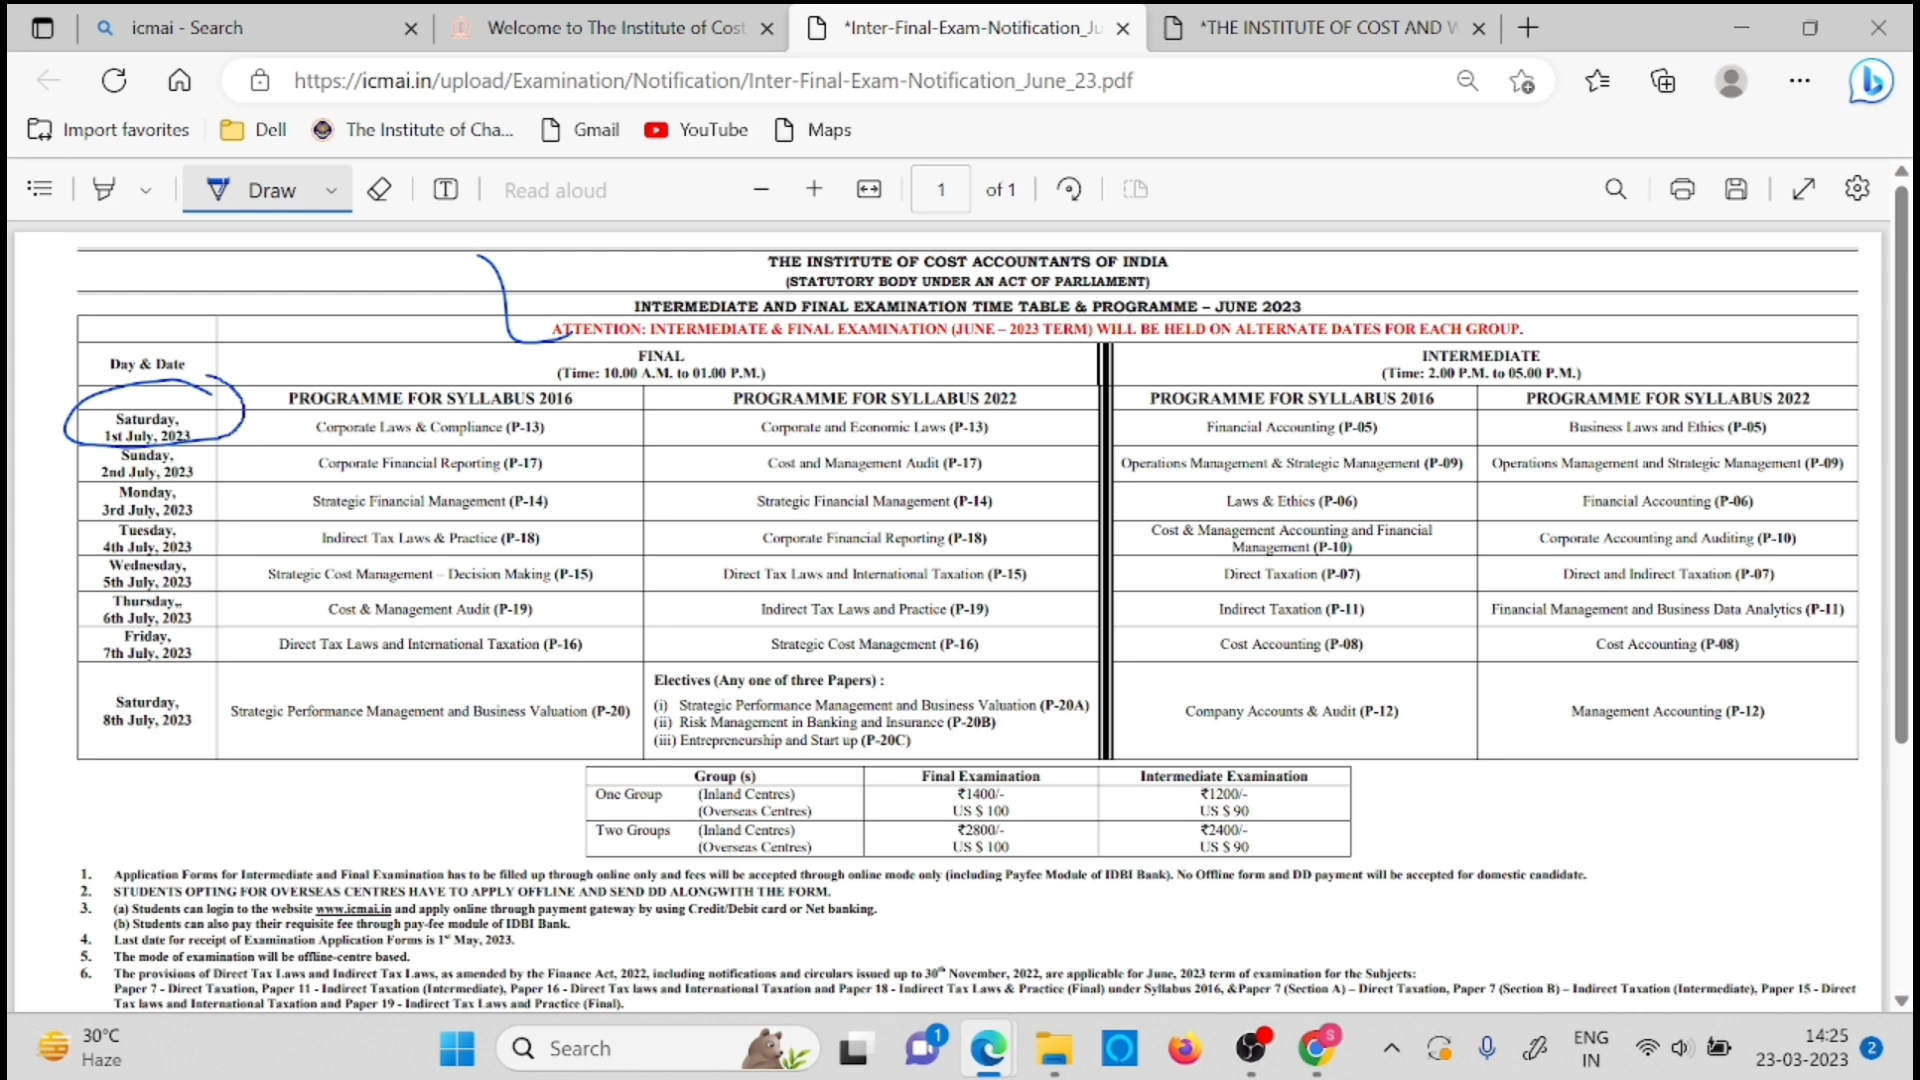 icmai - Search
Welcome to The Institute of Cost
*Inter-Final-Exam-Notification_Ju
*THE INSTITUTE OF COST AND W
https://icmai.in/upload/Examination/Notification/Inter-Final-Exam-Notification_June_23.pdf
Import favorites
Dell
The Institute of Cha...
Gmail
YouTube
Maps
Draw
Read aloud
1 of 1
THE INSTITUTE OF COST ACCOUNTANTS OF INDIA
(STATUTORY BODY UNDER AN ACT OF PARLIAMENT)
INTERMEDIATE AND FINAL EXAMINATION TIME TABLE & PROGRAMME – JUNE 2023
ATTENTION: INTERMEDIATE & FINAL EXAMINATION (JUNE – 2023 TERM) WILL BE HELD ON ALTERNATE DATES FOR EACH GROUP.
Day & Date
FINAL
(Time: 10.00 A.M. to 01.00 P.M.)
INTERMEDIATE
(Time: 2.00 P.M. to 05.00 P.M.)
PROGRAMME FOR SYLLABUS 2016
PROGRAMME FOR SYLLABUS 2022
PROGRAMME FOR SYLLABUS 2016
PROGRAMME FOR SYLLABUS 2022
Saturday,
1st July, 2023
Corporate Laws & Compliance (P-13)
Corporate and Economic Laws (P-13)
Financial Accounting (P-05)
Business Laws and Ethics (P-05)
Sunday,
2nd July, 2023
Corporate Financial Reporting (P-17)
Cost and Management Audit (P-17)
Operations Management & Strategic Management (P-09)
Operations Management and Strategic Management (P-09)
Monday,
3rd July, 2023
Strategic Financial Management (P-14)
Strategic Financial Management (P-14)
Laws & Ethics (P-06)
Financial Accounting (P-06)
Tuesday,
4th July, 2023
Indirect Tax Laws & Practice (P-18)
Corporate Financial Reporting (P-18)
Cost & Management Accounting and Financial
Management (P-10)
Corporate Accounting and Auditing (P-10)
Wednesday,
5th July, 2023
Strategic Cost Management – Decision Making (P-15)
Direct Tax Laws and International Taxation (P-15)
Direct Taxation (P-07)
Direct and Indirect Taxation (P-07)
Thursday,,
6th July, 2023
Cost & Management Audit (P-19)
Indirect Tax Laws and Practice (P-19)
Indirect Taxation (P-11)
Financial Management and Business Data Analytics (P-11)
Friday,
7th July, 2023
Direct Tax Laws and International Taxation (P-16)
Strategic Cost Management (P-16)
Cost Accounting (P-08)
Cost Accounting (P-08)
Saturday,
8th July, 2023
Strategic Performance Management and Business Valuation (P-20)
Electives (Any one of three Papers) :
(i) Strategic Performance Management and Business Valuation (P-20A)
(ii) Risk Management in Banking and Insurance (P-20B)
(iii) Entrepreneurship and Start up (P-20C)
Company Accounts & Audit (P-12)
Management Accounting (P-12)
Group (s) Final Examination Intermediate Examination
One Group (Inland Centres) ₹1400/- ₹1200/-
(Overseas Centres) US $ 100 US $ 90
Two Groups (Inland Centres) ₹2800/- ₹2400/-
(Overseas Centres) US $ 100 US $ 90
1. Application Forms for Intermediate and Final Examination has to be filled up through online only and fees will be accepted through online mode only (including Payfee Module of IDBI Bank). No Offline form and DD payment will be accepted for domestic candidate.
2. STUDENTS OPTING FOR OVERSEAS CENTRES HAVE TO APPLY OFFLINE AND SEND DD ALONGWITH THE FORM.
3. (a) Students can login to the website www.icmai.in and apply online through payment gateway by using Credit/Debit card or Net banking.
(b) Students can also pay their requisite fee through pay-fee module of IDBI Bank.
4. Last date for receipt of Examination Application Forms is 1st May, 2023.
5. The mode of examination will be offline-centre based.
6. The provisions of Direct Tax Laws and Indirect Tax Laws, as amended by the Finance Act, 2022, including notifications and circulars issued up to 30th November, 2022, are applicable for June, 2023 term of examination for the Subjects:
Paper 7 - Direct Taxation, Paper 11 - Indirect Taxation (Intermediate), Paper 16 - Direct Tax laws and International Taxation and Paper 18 - Indirect Tax Laws & Practice (Final) under Syllabus 2016, &Paper 7 (Section A) – Direct Taxation, Paper 7 (Section B) – Indirect Taxation (Intermediate), Paper 15 - Direct
Tax laws and International Taxation and Paper 19 - Indirect Tax Laws and Practice (Final).
30°C
Haze
Search
1
S
ENG
IN
14:25
23-03-2023
2